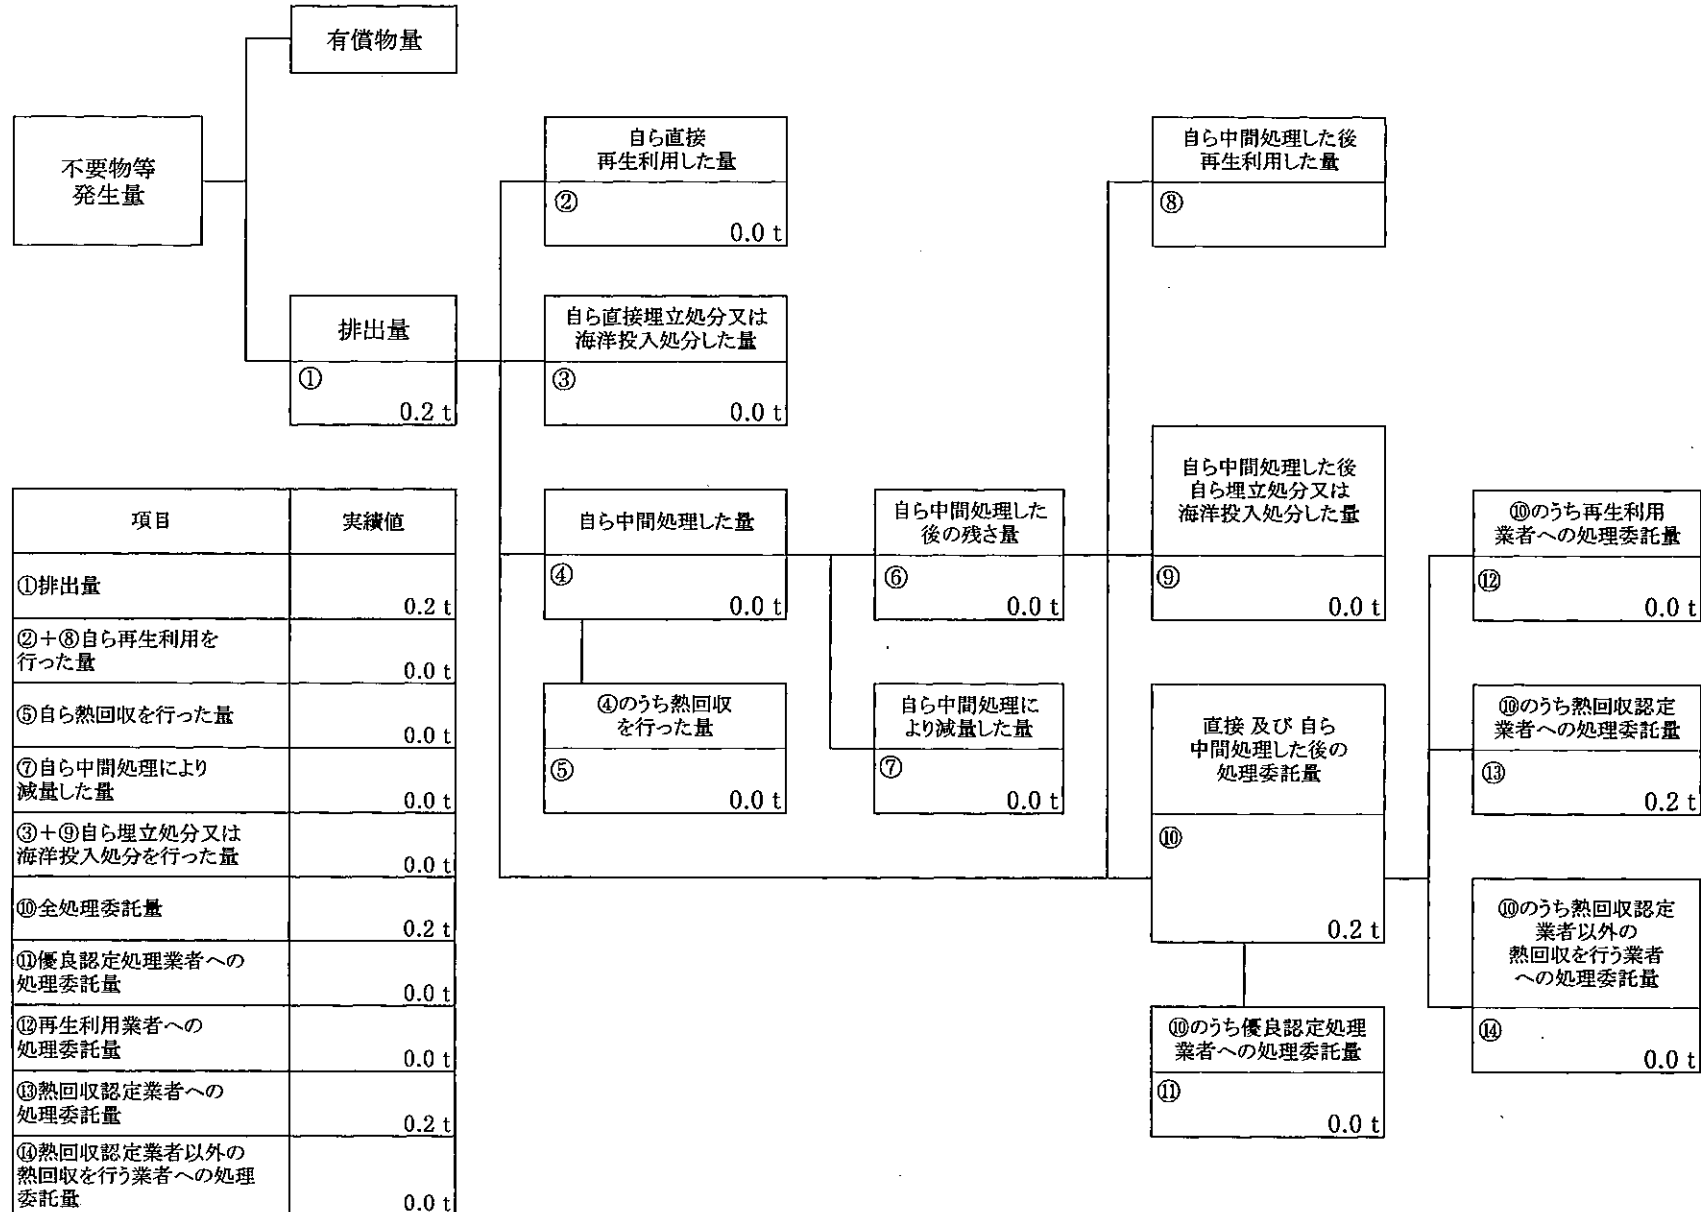 有償物量
不要物等
発生量
自ら直接
再生利用した量
②
0.0 t
自ら中間処理した後
再生利用した量
⑧
排出量
①
0.2 t
自ら直接埋立処分又は
海洋投入処分した量
③
0.0 t
自ら中間処理した量
④
0.0 t
自ら中間処理した
後の残さ量
⑥
0.0 t
自ら中間処理した後
自ら埋立処分又は
海洋投入処分した量
⑨
0.0 t
⑩のうち再生利用
業者への処理委託量
⑫
0.0 t
④のうち熱回収
を行った量
⑤
0.0 t
自ら中間処理に
より減量した量
⑦
0.0 t
直接 及び 自ら
中間処理した後の
処理委託量
⑩
0.2 t
⑩のうち熱回収認定
業者への処理委託量
⑬
0.2 t
⑩のうち熱回収認定
業者以外の
熱回収を行う業者
への処理委託量
⑭
0.0 t
⑩のうち優良認定処理
業者への処理委託量
⑪
0.0 t
項目 実績値
①排出量
0.2 t
②+⑧自ら再生利用を
行った量
0.0 t
⑤自ら熱回収を行った量
0.0 t
⑦自ら中間処理により
減量した量
0.0 t
③+⑨自ら埋立処分又は
海洋投入処分を行った量
0.0 t
⑩全処理委託量
0.2 t
⑪優良認定処理業者への
処理委託量
0.0 t
⑫再生利用業者への
処理委託量
0.0 t
⑬熱回収認定業者への
処理委託量
0.2 t
⑭熱回収認定業者以外の
熱回収を行う業者への処理
委託量
0.0 t